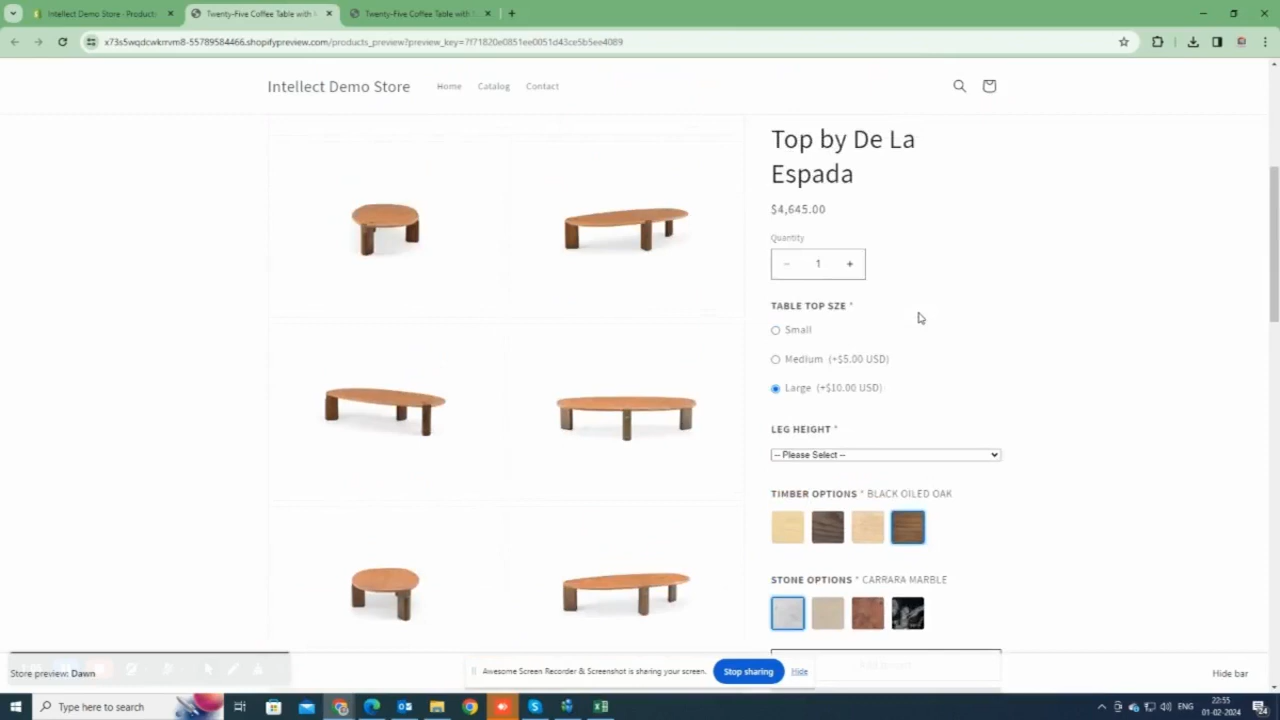 Intellect Demo Store - Products
Twenty-Five Coffee Table with
Twenty-Five Coffee Table with
x73s5wqdcwkrrvm8-55789584466.shopifypreview.com/products_preview?preview_key=7f71820e0851ee0051d43ce5b5ee4089
Intellect Demo Store
Home
Catalog
Contact
Top by De La
Espada
$4,645.00
Quantity
− 1 +
TABLE TOP SZE *
Small
Medium (+$5.00 USD)
Large (+$10.00 USD)
LEG HEIGHT *
-- Please Select --
TIMBER OPTIONS * BLACK OILED OAK
STONE OPTIONS * CARRARA MARBLE
Store preview: Dawn
Awesome Screen Recorder & Screenshot is sharing your screen.
Stop sharing
Hide
Hide bar
Type here to search
ENG
22:55
01-02-2024
24